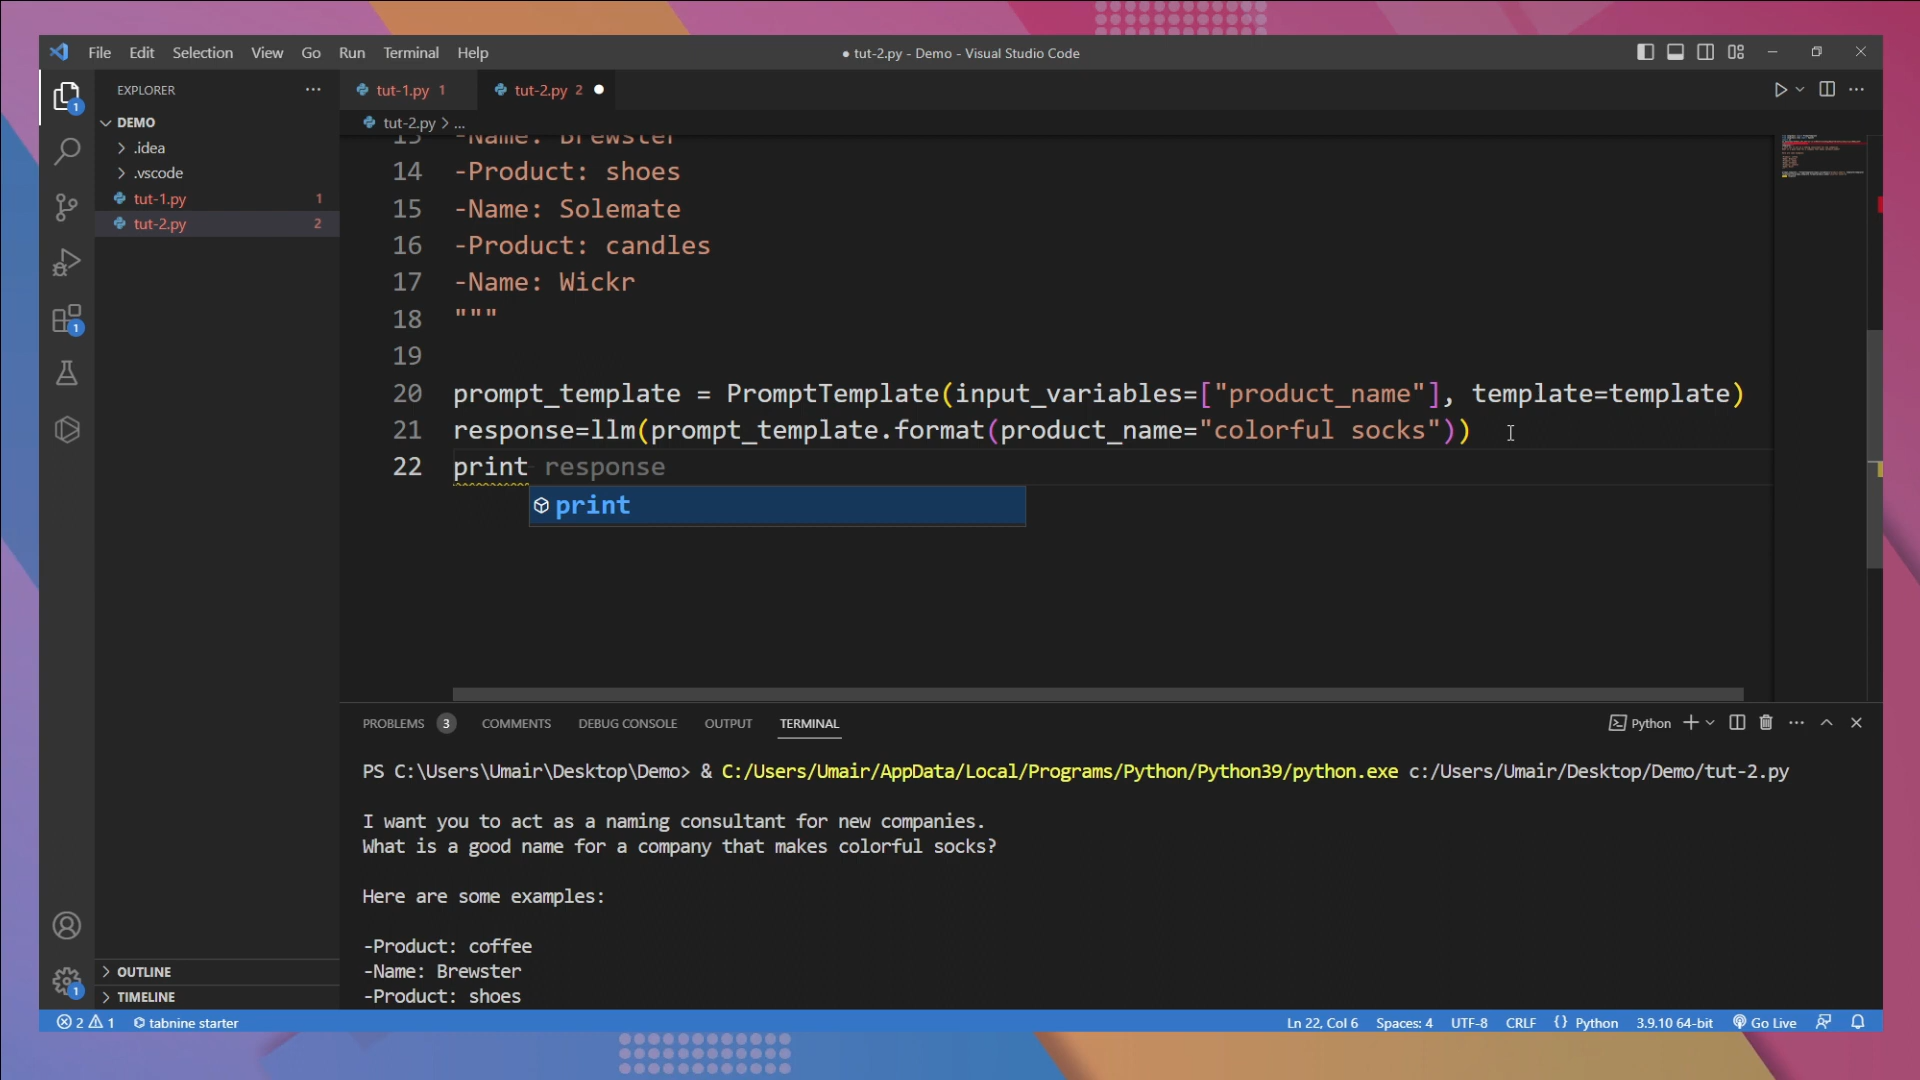 File Edit Selection View Go Run Terminal Help
● tut-2.py - Demo - Visual Studio Code
EXPLORER
tut-1.py 1
tut-2.py 2
DEMO
tut-2.py > ...
.idea
.vscode
tut-1.py 1
tut-2.py 2
13 -Name: Brewster
14 -Product: shoes
15 -Name: Solemate
16 -Product: candles
17 -Name: Wickr
18 """
19
20 prompt_template = PromptTemplate(input_variables=["product_name"], template=template)
21 response=llm(prompt_template.format(product_name="colorful socks"))
22 print response
print
PROBLEMS 3 COMMENTS DEBUG CONSOLE OUTPUT TERMINAL
Python
PS C:\Users\Umair\Desktop\Demo> & C:/Users/Umair/AppData/Local/Programs/Python/Python39/python.exe c:/Users/Umair/Desktop/Demo/tut-2.py
I want you to act as a naming consultant for new companies.
What is a good name for a company that makes colorful socks?
Here are some examples:
-Product: coffee
-Name: Brewster
-Product: shoes
OUTLINE
TIMELINE
1
1
1
2 1 tabnine starter
Ln 22, Col 6 Spaces: 4 UTF-8 CRLF {} Python 3.9.10 64-bit Go Live